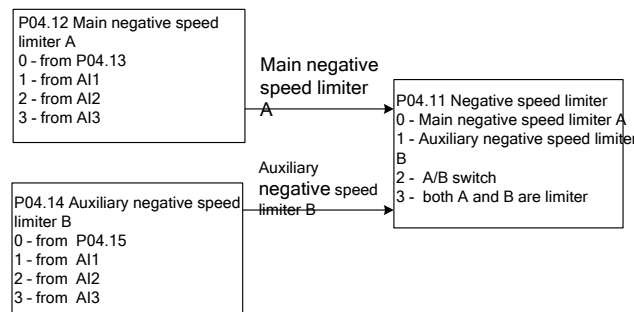 P04.12 Main negative speed
limiter A
0 - from P04.13
1 - from AI1
2 - from AI2
3 - from AI3
Main negative
speed limiter
A
P04.11 Negative speed limiter
0 - Main negative speed limiter A
1 - Auxiliary negative speed limiter
B
2 - A/B switch
3 - both A and B are limiter
Auxiliary
negative speed
limiter B
P04.14 Auxiliary negative speed
limiter B
0 - from P04.15
1 - from AI1
2 - from AI2
3 - from AI3